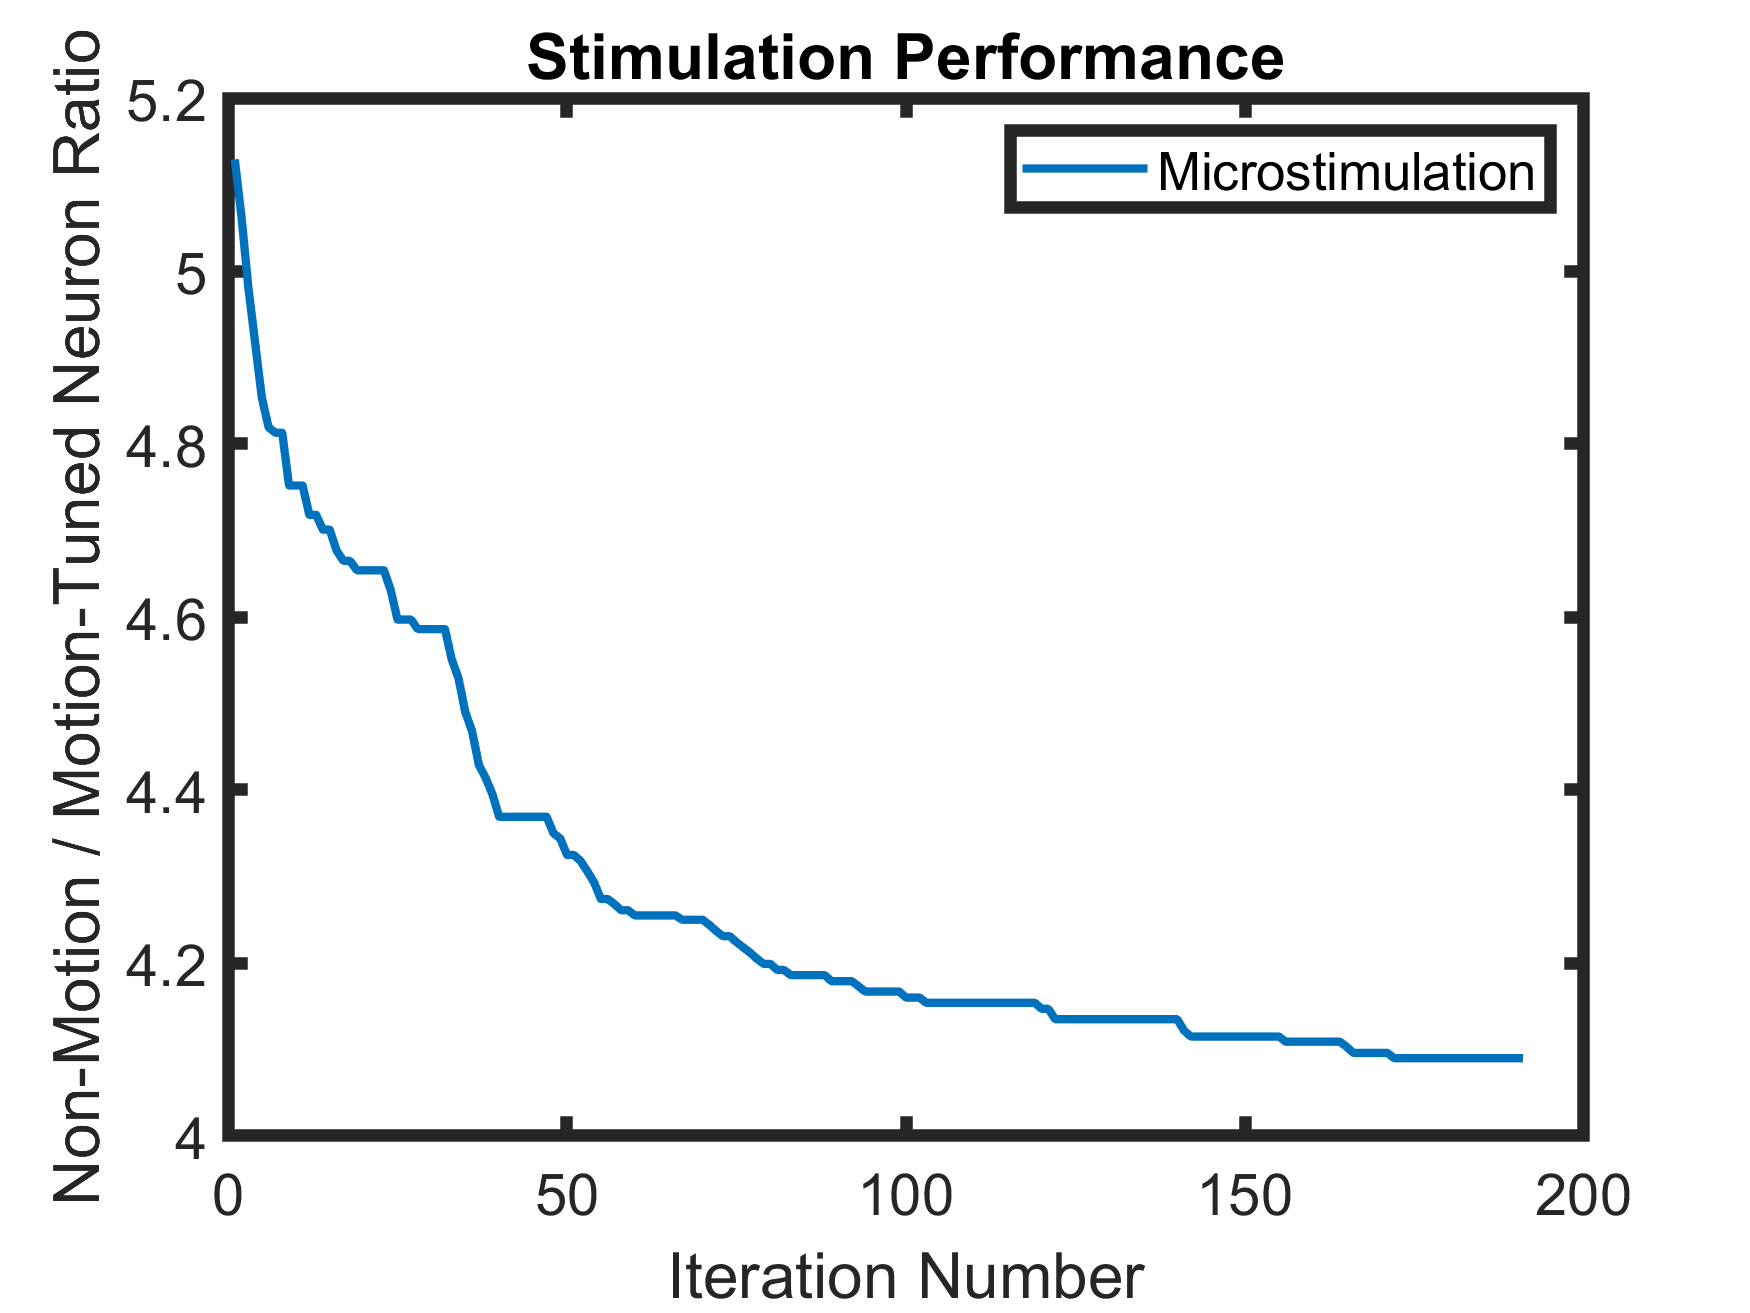 Stimulation Performance
Non-Motion / Motion-Tuned Neuron Ratio
5.2
5
4.8
4.6
4.4
4.2
4
Microstimulation
0 50 100 150 200
Iteration Number